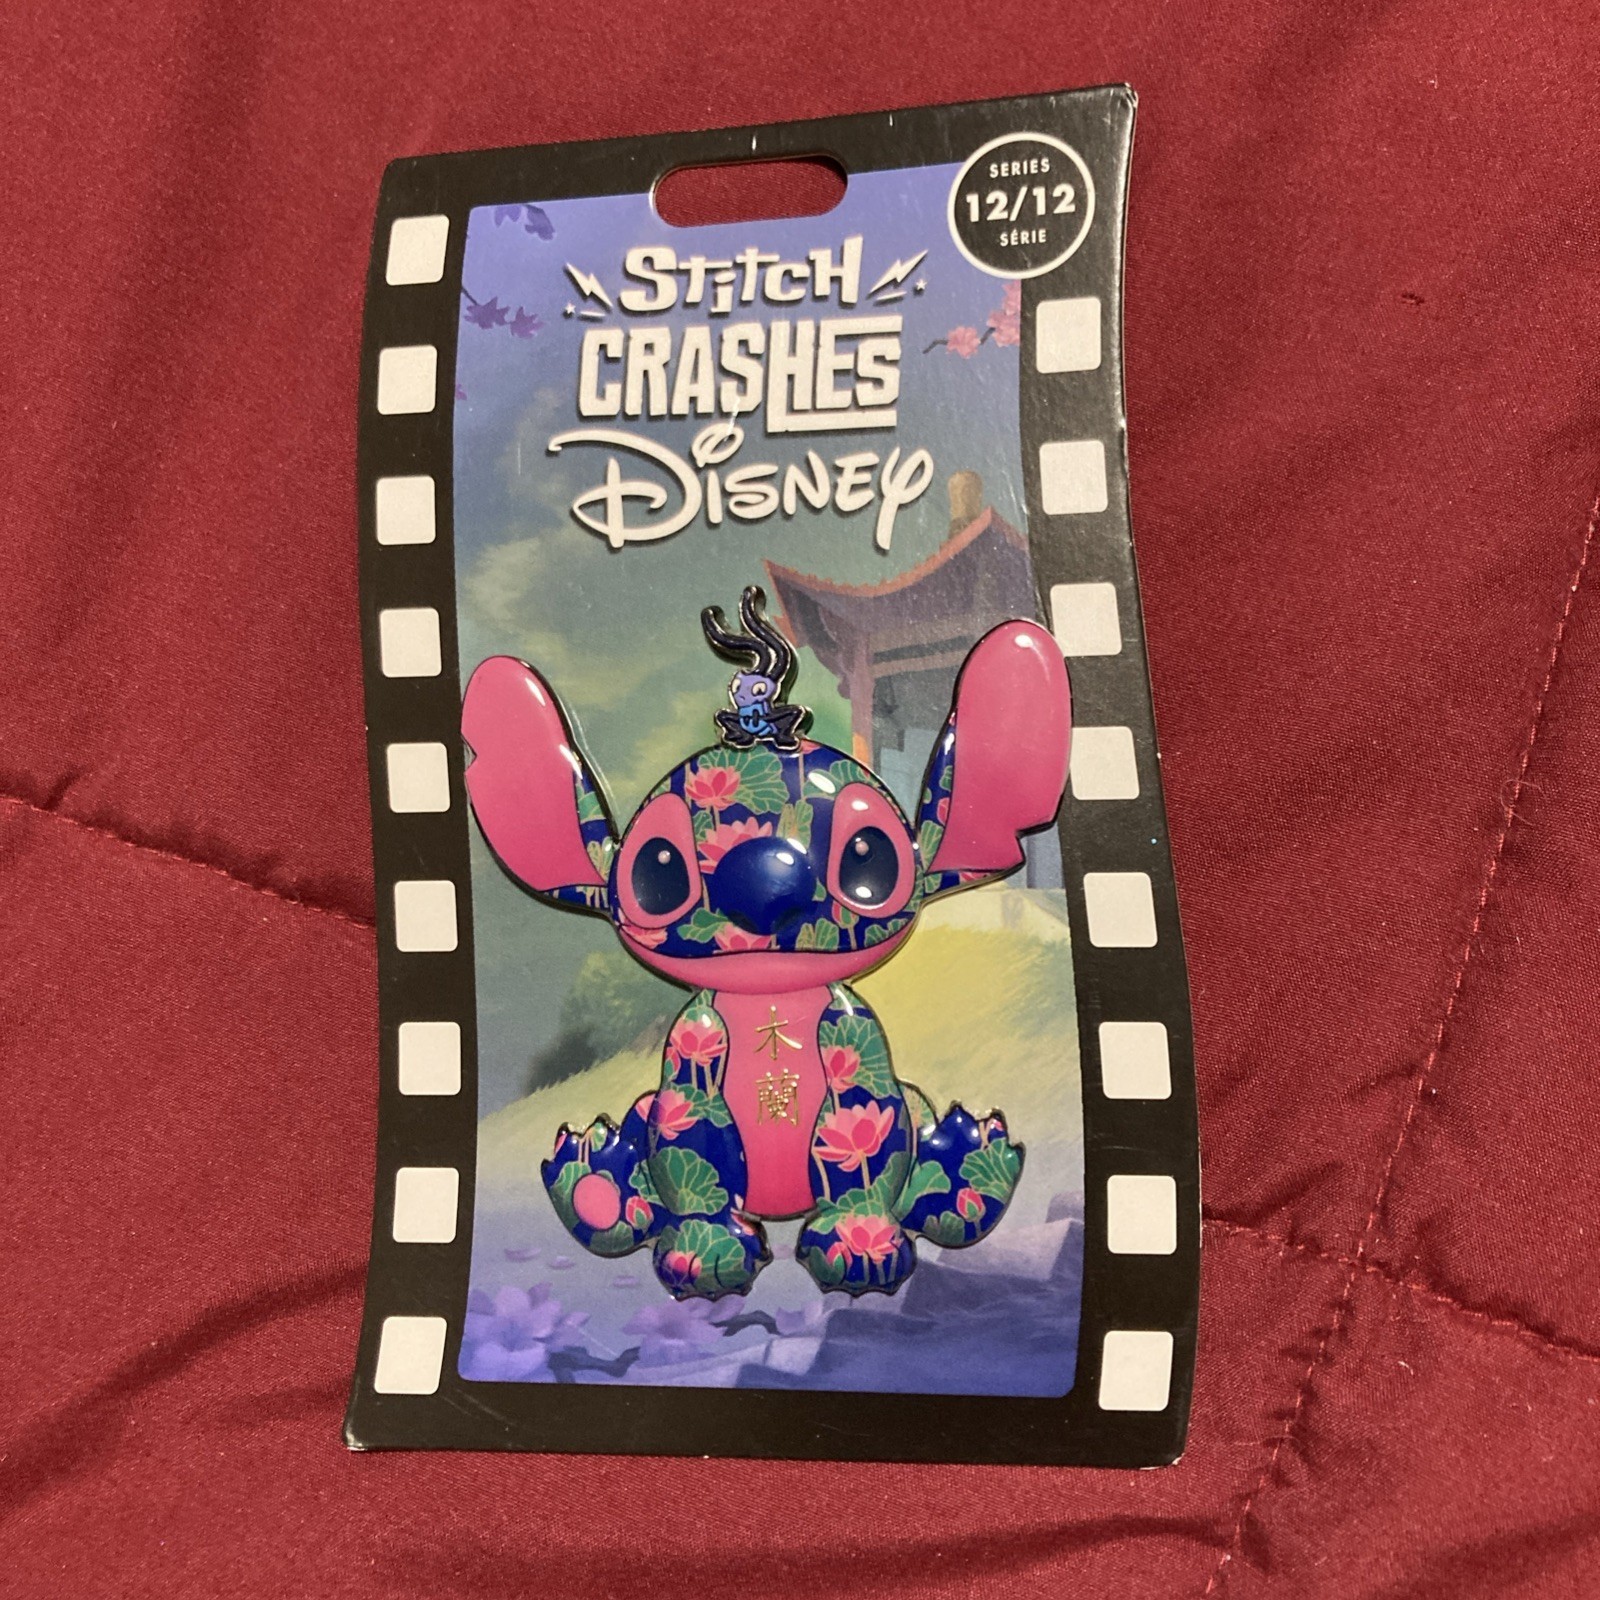 SERIES
12/12
SÉRIE
STITCH
CRASHES
DISNEY
木
蘭